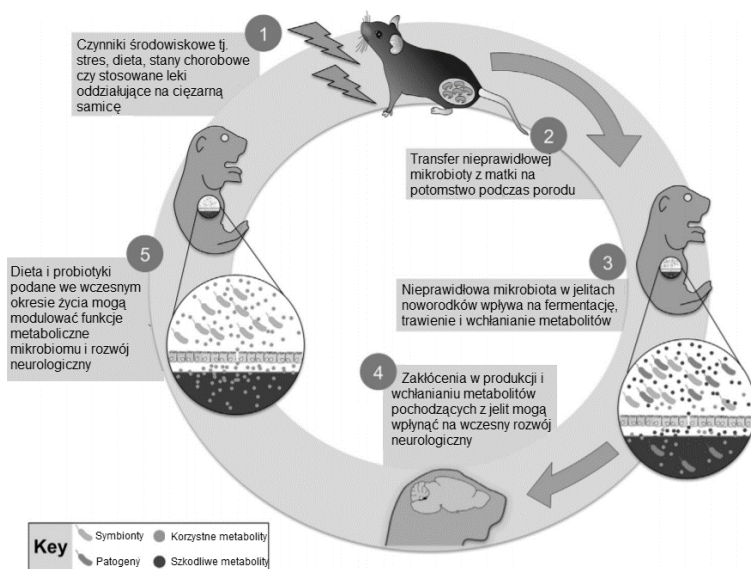 1
Czynniki środowiskowe tj.
stres, dieta, stany chorobowe
czy stosowane leki
oddziałujące na ciężarną
samicę
2
Transfer nieprawidłowej
mikrobioty z matki na
potomstwo podczas porodu
3
Nieprawidłowa mikrobiota w jelitach
noworodków wpływa na fermentację,
trawienie i wchłanianie metabolitów
4
Zakłócenia w produkcji i
wchłanianiu metabolitów
pochodzących z jelit mogą
wpłynąć na wczesny rozwój
neurologiczny
5
Dieta i probiotyki
podane we wczesnym
okresie życia mogą
modulować funkcje
metaboliczne
mikrobiomu i rozwój
neurologiczny
Key
Symbionty
Korzystne metabolity
Patogeny
Szkodliwe metabolity